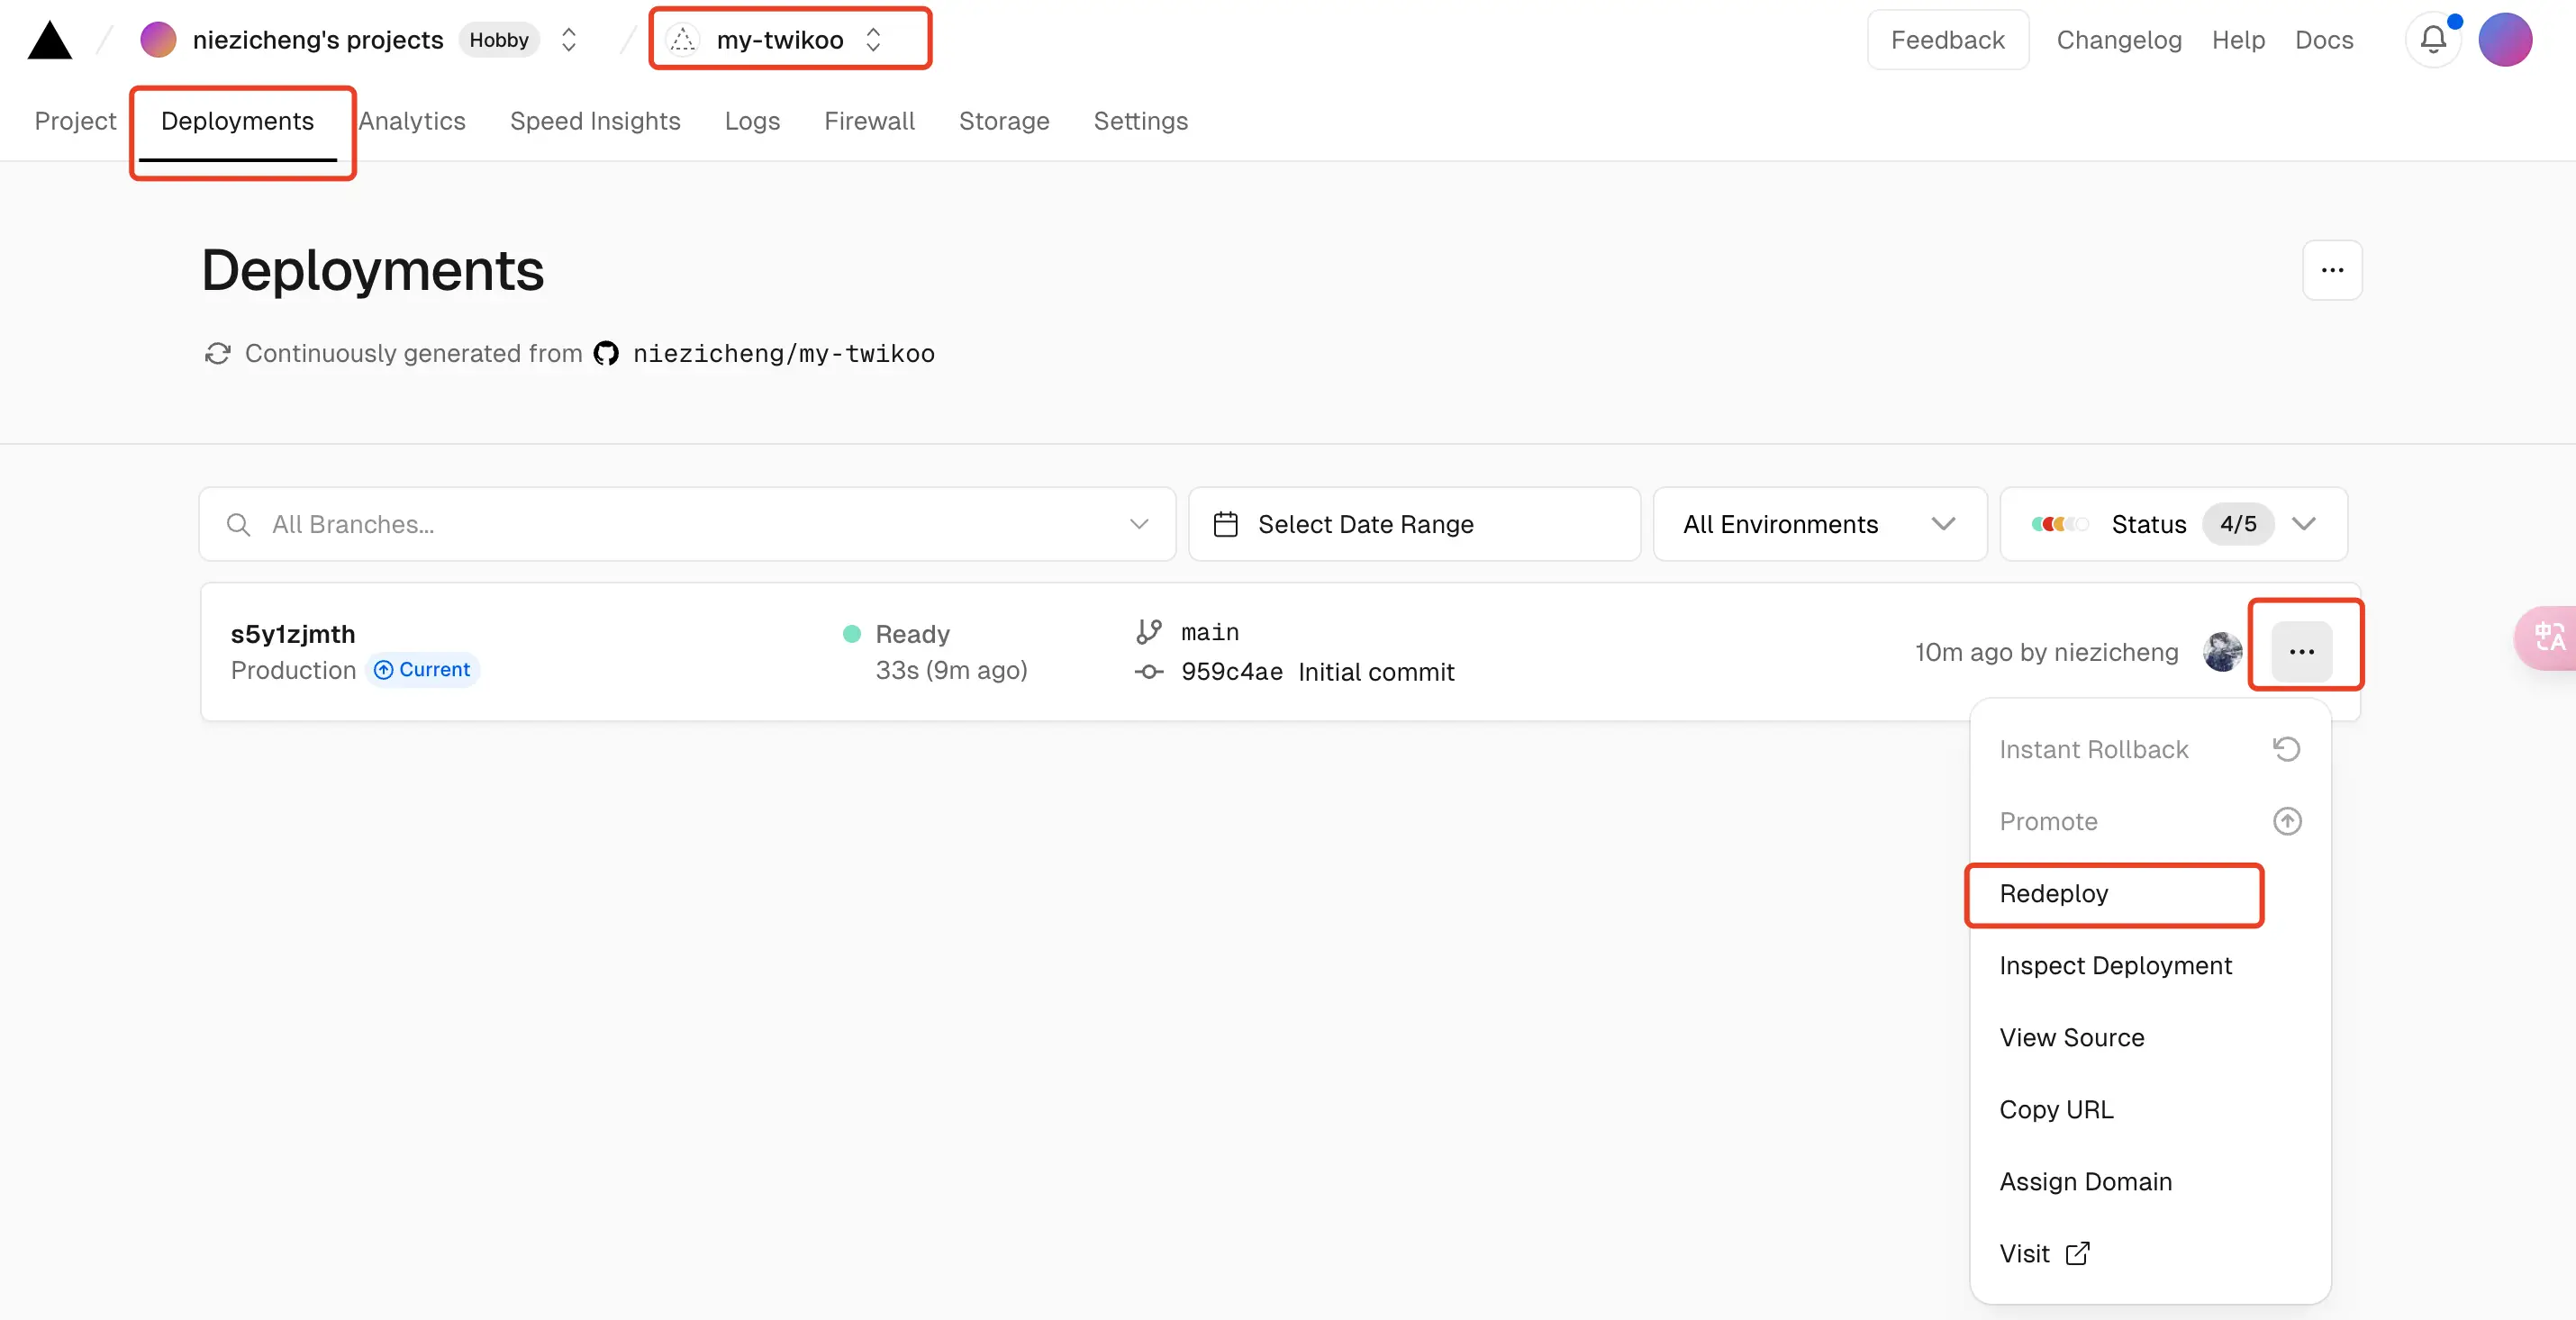 niezicheng's projects Hobby my-twikoo Feedback Changelog Help Docs
Project Deployments Analytics Speed Insights Logs Firewall Storage Settings
Deployments
Continuously generated from niezicheng/my-twikoo
All Branches... Select Date Range All Environments Status 4/5
s5y1zjmth Ready main
Production Current 33s (9m ago) 959c4ae Initial commit 10m ago by niezicheng
中A
Instant Rollback
Promote
Redeploy
Inspect Deployment
View Source
Copy URL
Assign Domain
Visit